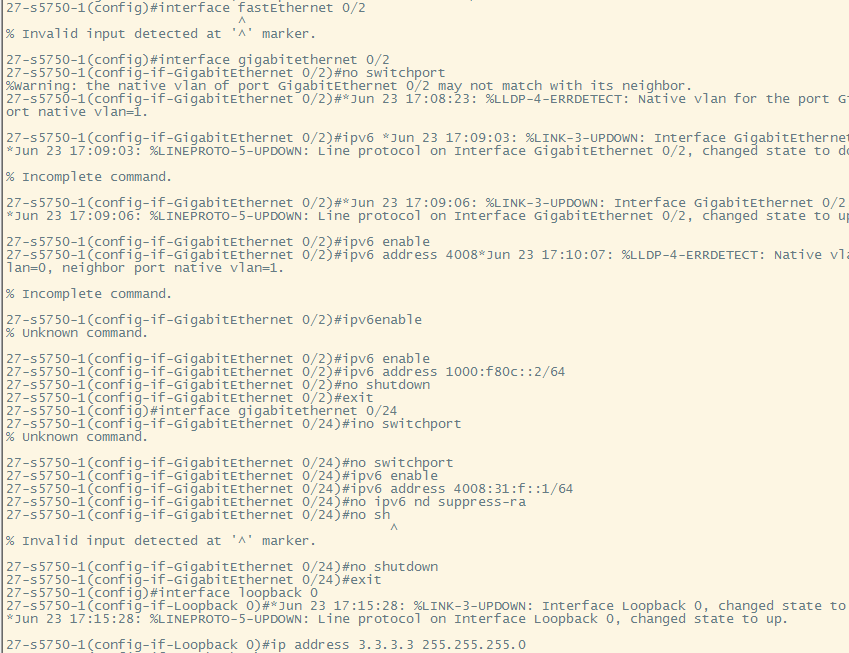 27-s5750-1(config)#interface fastEthernet 0/2
^
% Invalid input detected at '^' marker.
27-s5750-1(config)#interface gigabitethernet 0/2
27-s5750-1(config-if-GigabitEthernet 0/2)#no switchport
%Warning: the native vlan of port GigabitEthernet 0/2 may not match with its neighbor.
27-s5750-1(config-if-GigabitEthernet 0/2)#*Jun 23 17:08:23: %LLDP-4-ERRDETECT: Native vlan for the port G
ort native vlan=1.
27-s5750-1(config-if-GigabitEthernet 0/2)#ipv6 *Jun 23 17:09:03: %LINK-3-UPDOWN: Interface GigabitEthernet
*Jun 23 17:09:03: %LINEPROTO-5-UPDOWN: Line protocol on Interface GigabitEthernet 0/2, changed state to do
% Incomplete command.
27-s5750-1(config-if-GigabitEthernet 0/2)#*Jun 23 17:09:06: %LINK-3-UPDOWN: Interface GigabitEthernet 0/2
*Jun 23 17:09:06: %LINEPROTO-5-UPDOWN: Line protocol on Interface GigabitEthernet 0/2, changed state to up
27-s5750-1(config-if-GigabitEthernet 0/2)#ipv6 enable
27-s5750-1(config-if-GigabitEthernet 0/2)#ipv6 address 4008*Jun 23 17:10:07: %LLDP-4-ERRDETECT: Native vla
lan=0, neighbor port native vlan=1.
% Incomplete command.
27-s5750-1(config-if-GigabitEthernet 0/2)#ipv6enable
% Unknown command.
27-s5750-1(config-if-GigabitEthernet 0/2)#ipv6 enable
27-s5750-1(config-if-GigabitEthernet 0/2)#ipv6 address 1000:f80c::2/64
27-s5750-1(config-if-GigabitEthernet 0/2)#no shutdown
27-s5750-1(config-if-GigabitEthernet 0/2)#exit
27-s5750-1(config)#interface gigabitethernet 0/24
27-s5750-1(config-if-GigabitEthernet 0/24)#ino switchport
% Unknown command.
27-s5750-1(config-if-GigabitEthernet 0/24)#no switchport
27-s5750-1(config-if-GigabitEthernet 0/24)#ipv6 enable
27-s5750-1(config-if-GigabitEthernet 0/24)#ipv6 address 4008:31:f::1/64
27-s5750-1(config-if-GigabitEthernet 0/24)#no ipv6 nd suppress-ra
27-s5750-1(config-if-GigabitEthernet 0/24)#no sh
^
% Invalid input detected at '^' marker.
27-s5750-1(config-if-GigabitEthernet 0/24)#no shutdown
27-s5750-1(config-if-GigabitEthernet 0/24)#exit
27-s5750-1(config)#interface loopback 0
27-s5750-1(config-if-Loopback 0)#*Jun 23 17:15:28: %LINK-3-UPDOWN: Interface Loopback 0, changed state to
*Jun 23 17:15:28: %LINEPROTO-5-UPDOWN: Line protocol on Interface Loopback 0, changed state to up.
27-s5750-1(config-if-Loopback 0)#ip address 3.3.3.3 255.255.255.0